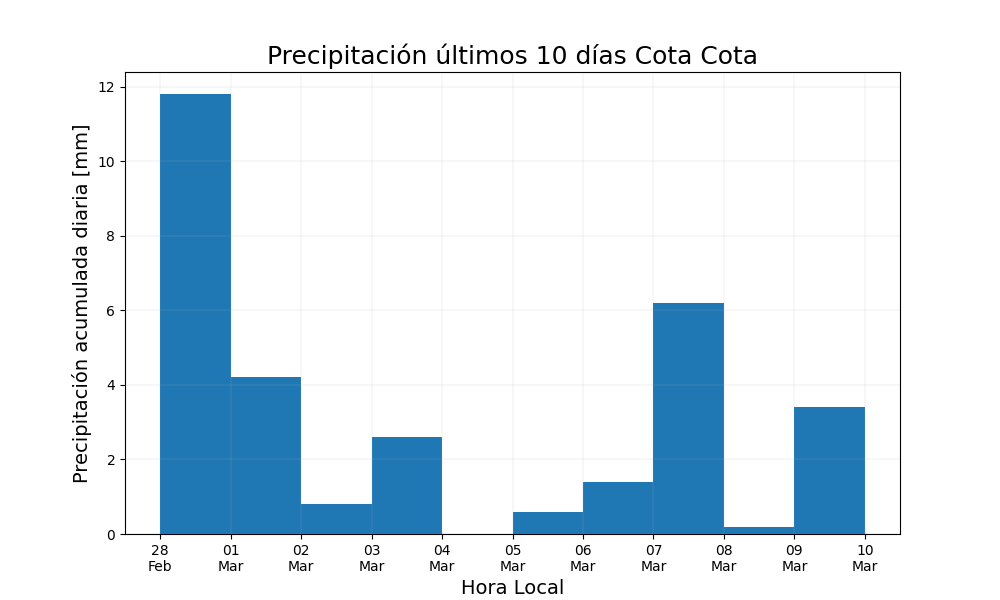 Precipitación últimos 10 días Cota Cota
Precipitación acumulada diaria [mm]
12
10
8
6
4
2
0
28 01 02 03 04 05 06 07 08 09 10
Feb Mar Mar Mar Mar Mar Mar Mar Mar Mar Mar
Hora Local